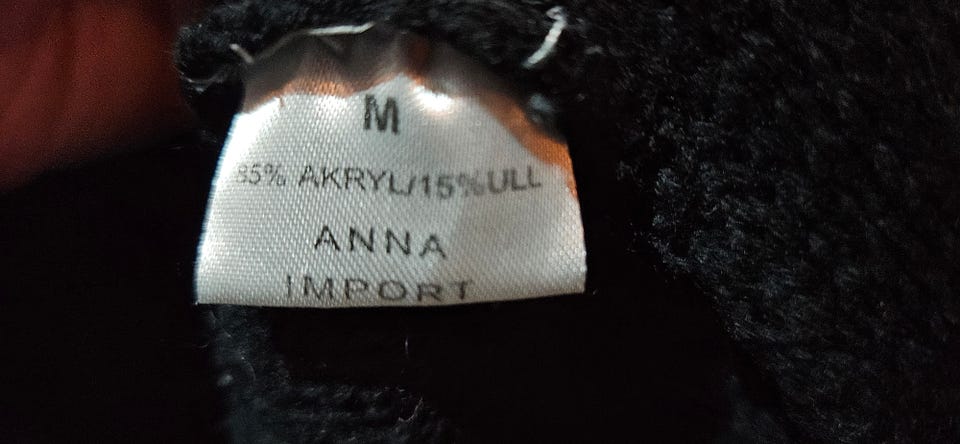 M
85% AKRYL/15%ULL
ANNA
IMPORT